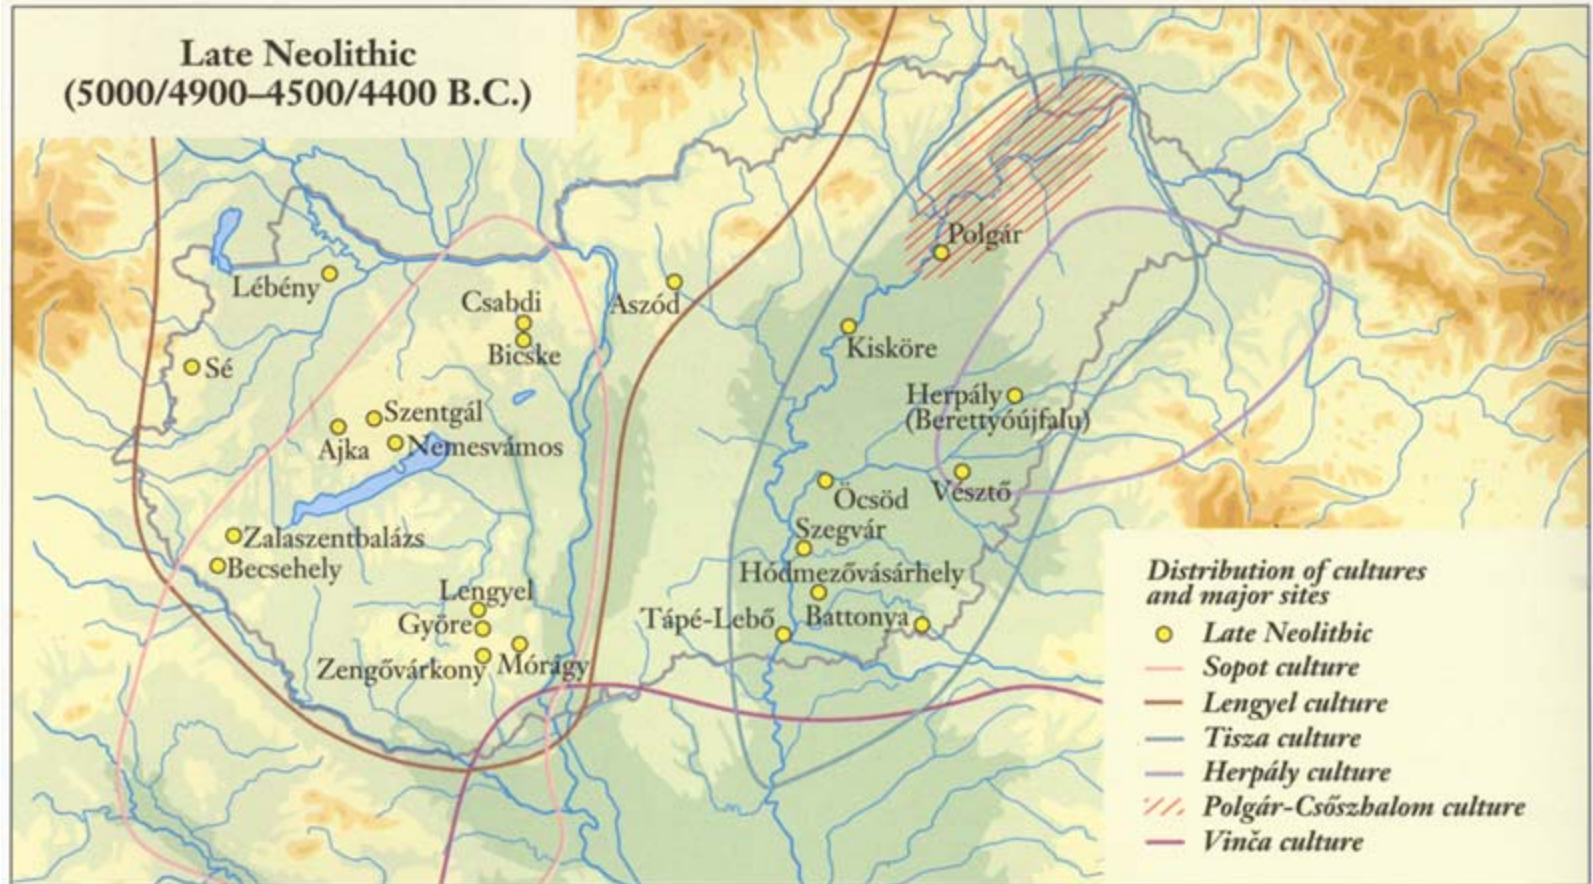 Late Neolithic
(5000/4900–4500/4400 B.C.)
Polgár
Lébény
Csabdi
Aszód
Bicske
Kisköre
Sé
Herpály
(Berettyóújfalu)
Szentgál
Ajka
Nemesvámos
Öcsöd
Vésztő
Szegvár
Zalaszentbalázs
Becsehely
Hódmezővásárhely
Lengyel
Györe
Tápé-Lebő
Battonya
Zengővárkony
Mórágy
Distribution of cultures
and major sites
Late Neolithic
Sopot culture
Lengyel culture
Tisza culture
Herpály culture
Polgár-Csőszhalom culture
Vinča culture